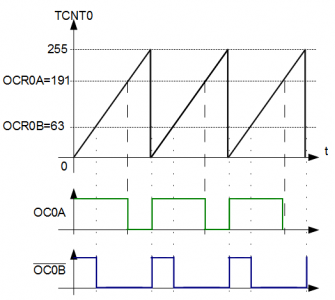 TCNT0
255
OCR0A=191
OCR0B=63
0
t
OC0A
OC0B